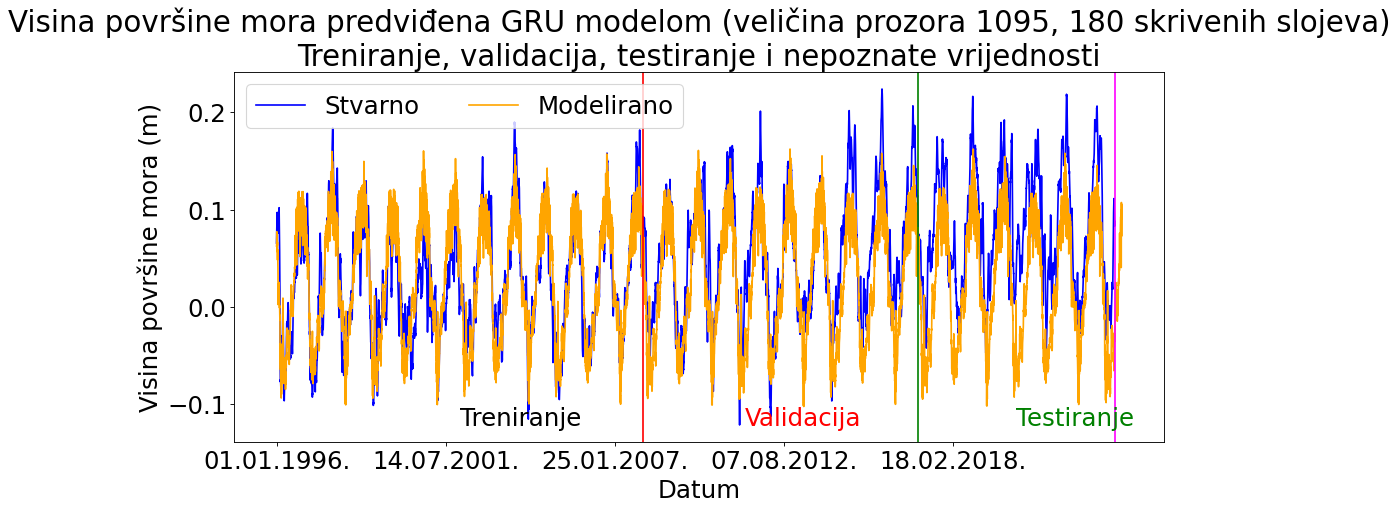 Visina površine mora predviđena GRU modelom (veličina prozora 1095, 180 skrivenih slojeva)
Treniranje, validacija, testiranje i nepoznate vrijednosti
Stvarno Modelirano
Visina površine mora (m)
0.2
0.1
0.0
−0.1
Treniranje Validacija Testiranje
01.01.1996. 14.07.2001. 25.01.2007. 07.08.2012. 18.02.2018.
Datum